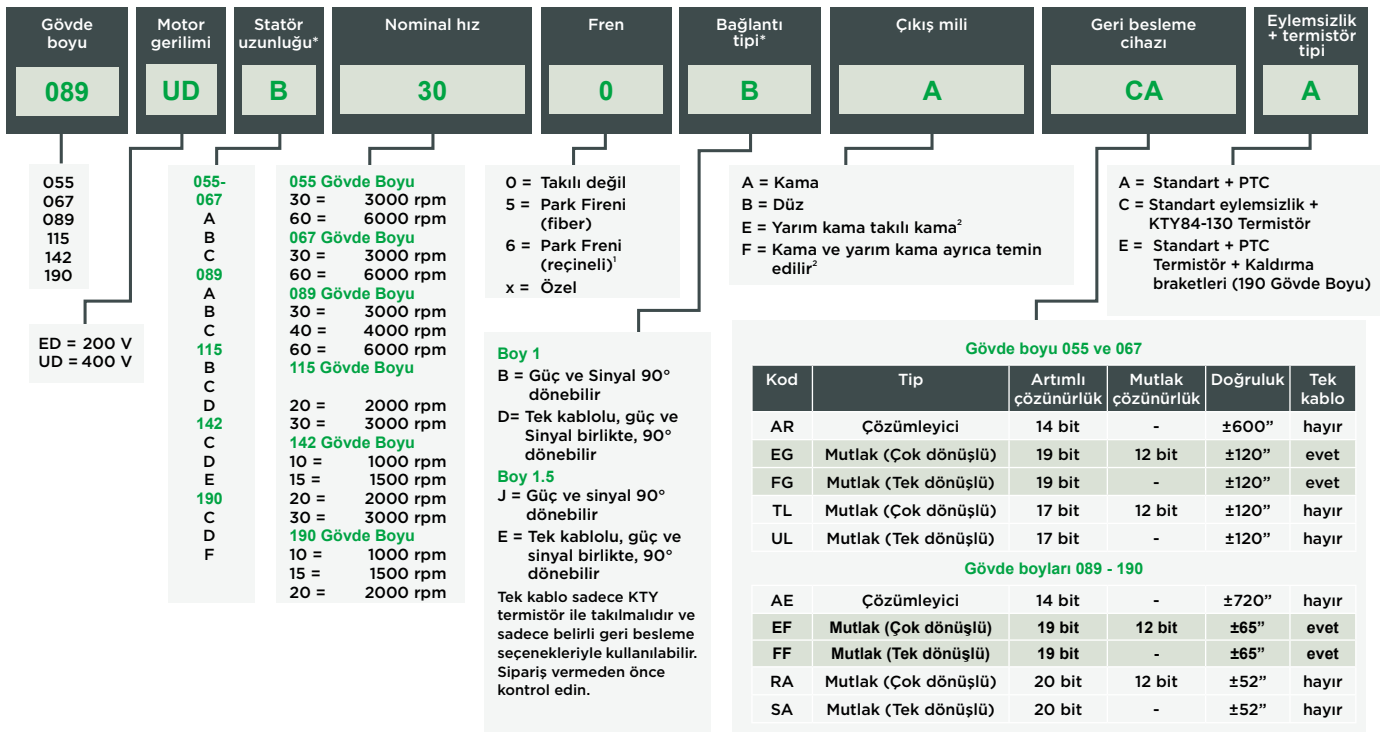 Gövde boyu
Motor gerilimi
Statör uzunluğu*
Nominal hız
Fren
Bağlantı tipi*
Çıkış mili
Geri besleme cihazı
Eylemsizlik + termistör tipi
089
UD
B
30
0
B
A
CA
A
055
067
089
115
142
190
ED = 200 V
UD = 400 V
055-
067
A
B
C
089
A
B
C
115
B
C
D
142
C
D
E
190
C
D
F
055 Gövde Boyu
30 = 3000 rpm
60 = 6000 rpm
067 Gövde Boyu
30 = 3000 rpm
60 = 6000 rpm
089 Gövde Boyu
30 = 3000 rpm
40 = 4000 rpm
60 = 6000 rpm
115 Gövde Boyu
20 = 2000 rpm
30 = 3000 rpm
142 Gövde Boyu
10 = 1000 rpm
15 = 1500 rpm
20 = 2000 rpm
30 = 3000 rpm
190 Gövde Boyu
10 = 1000 rpm
15 = 1500 rpm
20 = 2000 rpm
0 = Takılı değil
5 = Park Fireni
(fiber)
6 = Park Freni
(reçineli)¹
x = Özel
Boy 1
B = Güç ve Sinyal 90°
dönebilir
D= Tek kablolu, güç ve
Sinyal birlikte, 90°
dönebilir
Boy 1.5
J = Güç ve sinyal 90°
dönebilir
E = Tek kablolu, güç ve
sinyal birlikte, 90°
dönebilir
Tek kablo sadece KTY
termistör ile takılmalıdır ve
sadece belirli geri besleme
seçenekleriyle kullanılabilir.
Sipariş vermeden önce
kontrol edin.
A = Kama
B = Düz
E = Yarım kama takılı kama²
F = Kama ve yarım kama ayrıca temin
edilir²
A = Standart + PTC
C = Standart eylemsizlik +
KTY84-130 Termistör
E = Standart + PTC
Termistör + Kaldırma
braketleri (190 Gövde Boyu)
Gövde boyu 055 ve 067
Kod Tip Artımlı çözünürlük Mutlak çözünürlük Doğruluk Tek kablo
AR Çözümleyici 14 bit - ±600” hayır
EG Mutlak (Çok dönüşlü) 19 bit 12 bit ±120” evet
FG Mutlak (Tek dönüşlü) 19 bit - ±120” evet
TL Mutlak (Çok dönüşlü) 17 bit 12 bit ±120” hayır
UL Mutlak (Tek dönüşlü) 17 bit - ±120” hayır
Gövde boyları 089 - 190
AE Çözümleyici 14 bit - ±720” hayır
EF Mutlak (Çok dönüşlü) 19 bit 12 bit ±65” evet
FF Mutlak (Tek dönüşlü) 19 bit - ±65” evet
RA Mutlak (Çok dönüşlü) 20 bit 12 bit ±52” hayır
SA Mutlak (Tek dönüşlü) 20 bit - ±52” hayır